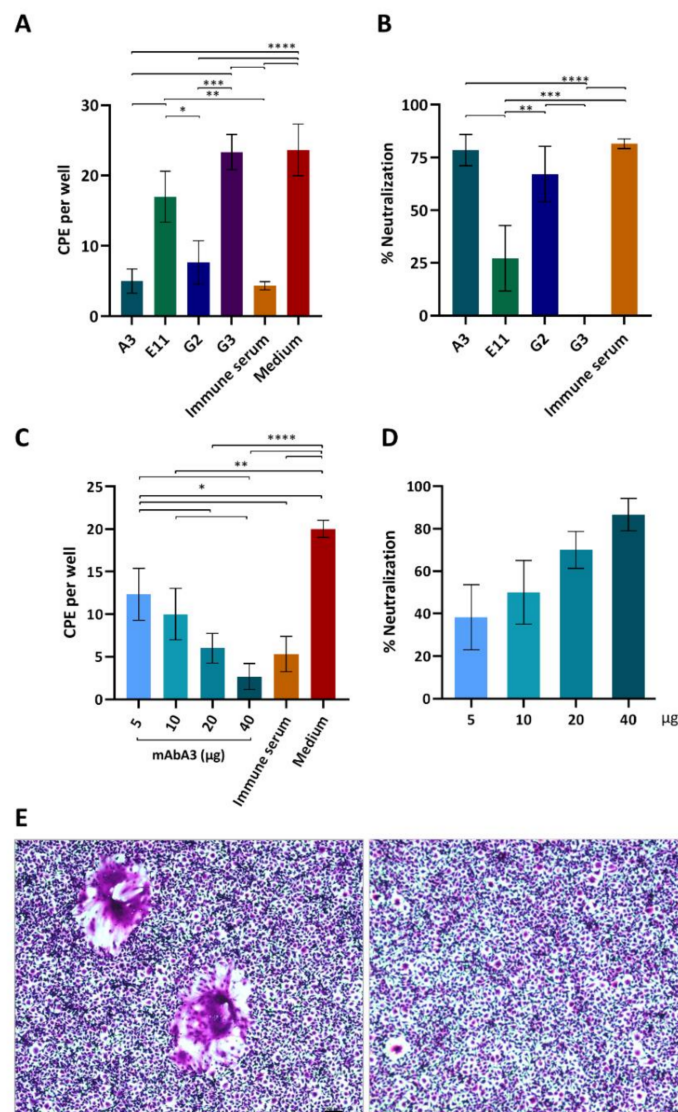 A
B
****
***
**
*
30
20
10
0
CPE per well
A3
E11
G2
G3
Immune serum
Medium
****
***
**
100
75
50
25
0
% Neutralization
A3
E11
G2
G3
Immune serum
C
D
****
**
*
25
20
15
10
5
0
CPE per well
5
10
20
40
mAbA3 (µg)
Immune serum
Medium
100
80
60
40
20
0
% Neutralization
5 10 20 40 µg
E